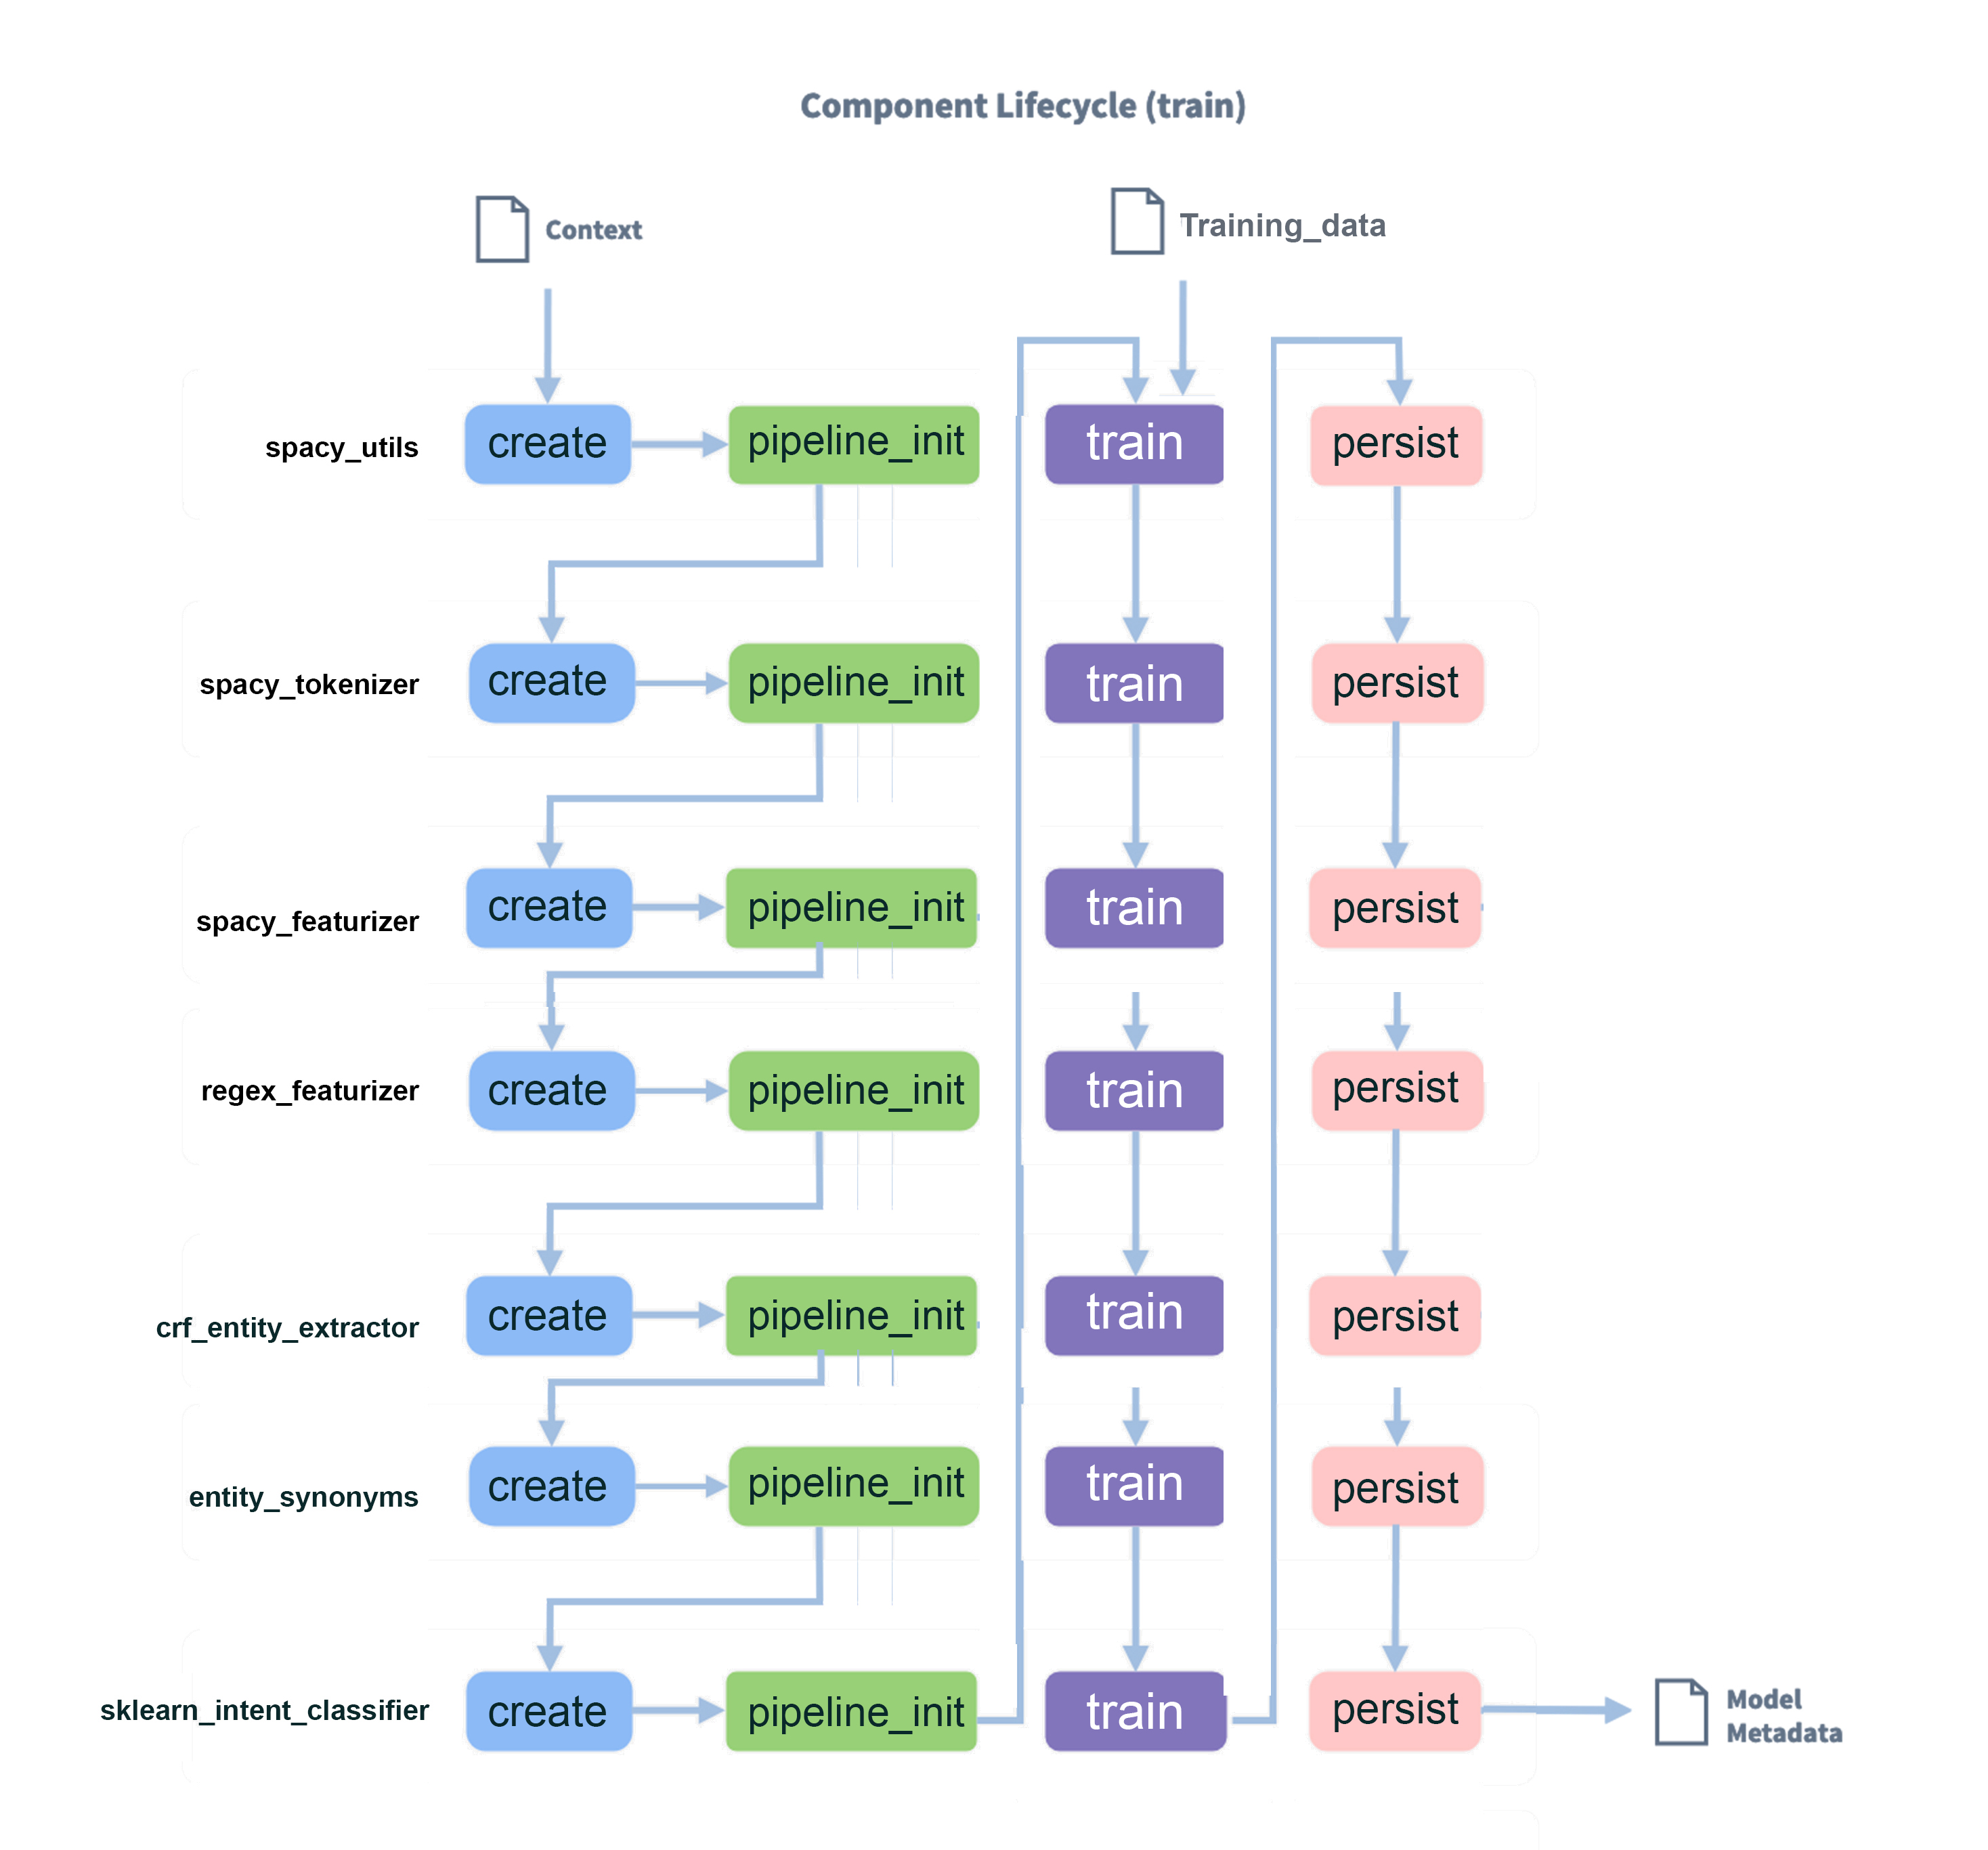 Component Lifecycle (train)
Context
Training_data
spacy_utils
create
pipeline_init
train
persist
spacy_tokenizer
create
pipeline_init
train
persist
spacy_featurizer
create
pipeline_init
train
persist
regex_featurizer
create
pipeline_init
train
persist
crf_entity_extractor
create
pipeline_init
train
persist
entity_synonyms
create
pipeline_init
train
persist
sklearn_intent_classifier
create
pipeline_init
train
persist
Model
Metadata